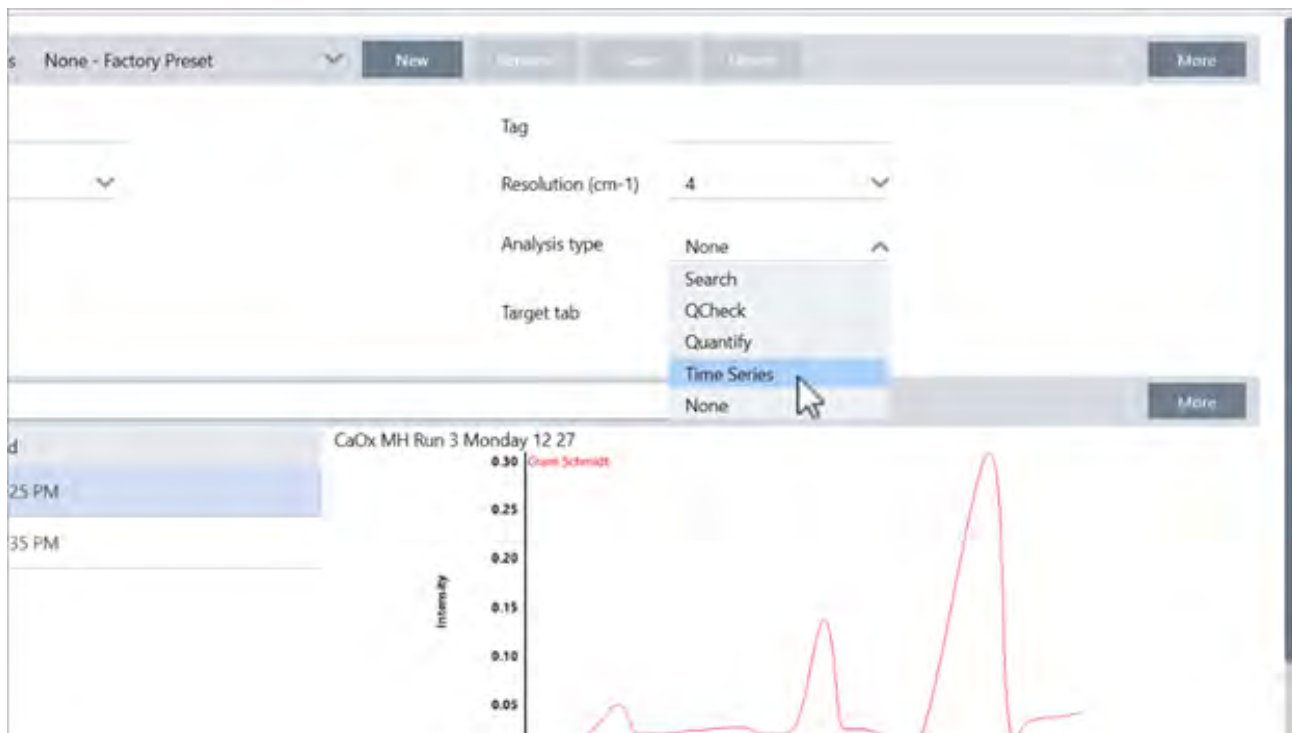 s None - Factory Preset New More
Tag
Resolution (cm-1) 4
Analysis type None
Search
QCheck
Target tab
Quantify
Time Series
None
More
d
25 PM
35 PM
CaOx MH Run 3 Monday 12 27
Gram Schmidt
0.30
0.25
0.20
0.15
0.10
0.05
Intensity